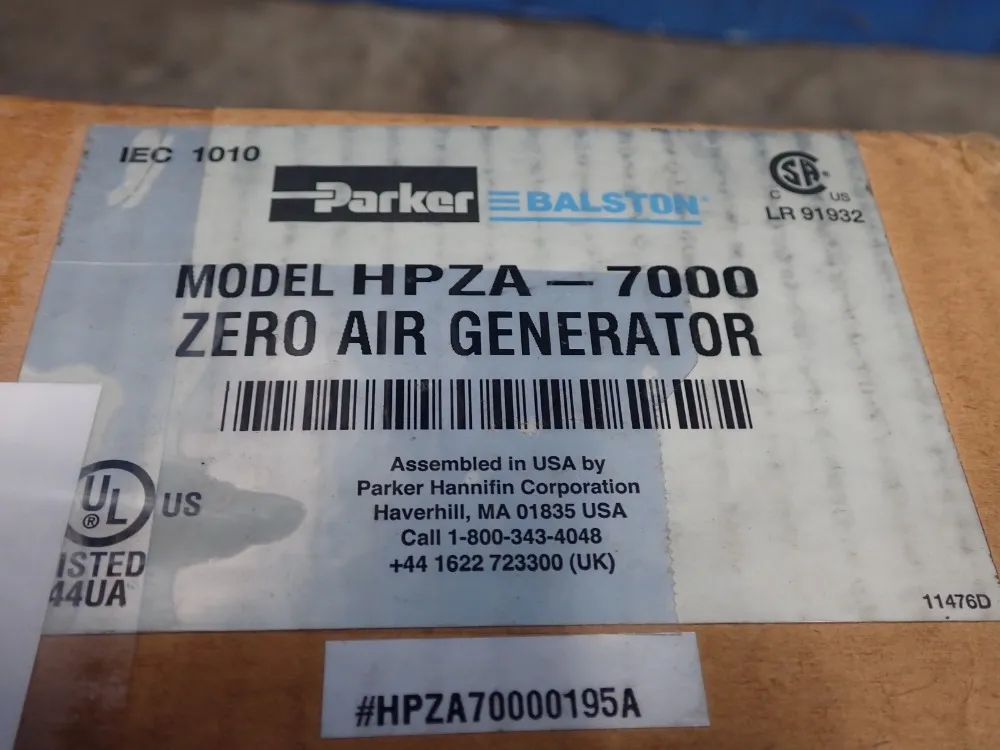 IEC 1010
Parker BALSTON
CSA
C US
LR 91932
MODEL HPZA — 7000
ZERO AIR GENERATOR
Assembled in USA by
Parker Hannifin Corporation
Haverhill, MA 01835 USA
Call 1-800-343-4048
+44 1622 723300 (UK)
UL ® US
ISTED
44UA
11476D
#HPZA70000195A